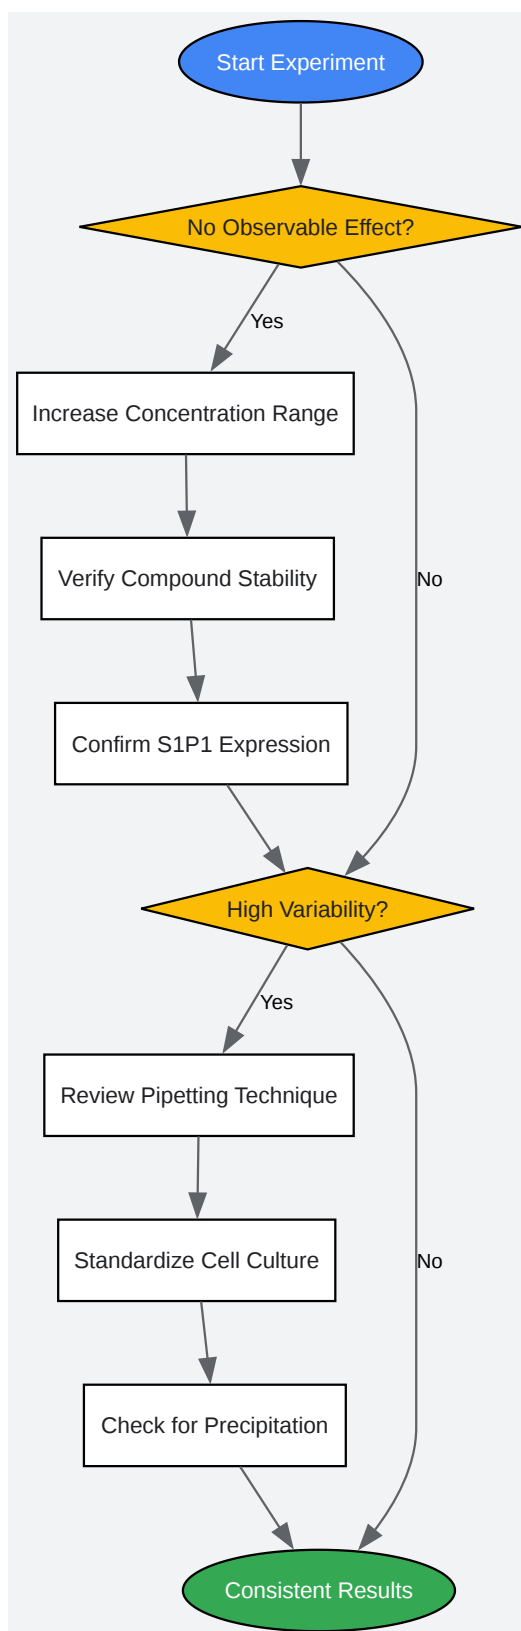 Start Experiment
No Observable Effect?
Yes
Increase Concentration Range
Verify Compound Stability
No
Confirm S1P1 Expression
High Variability?
Yes
Review Pipetting Technique
Standardize Cell Culture
No
Check for Precipitation
Consistent Results